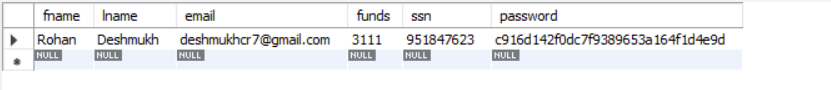 fname lname email funds ssn password
Rohan Deshmukh deshmukhcr7@gmail.com 3111 951847623 c916d142f0dc7f9389653a164f1d4e9d
NULL NULL NULL NULL NULL NULL